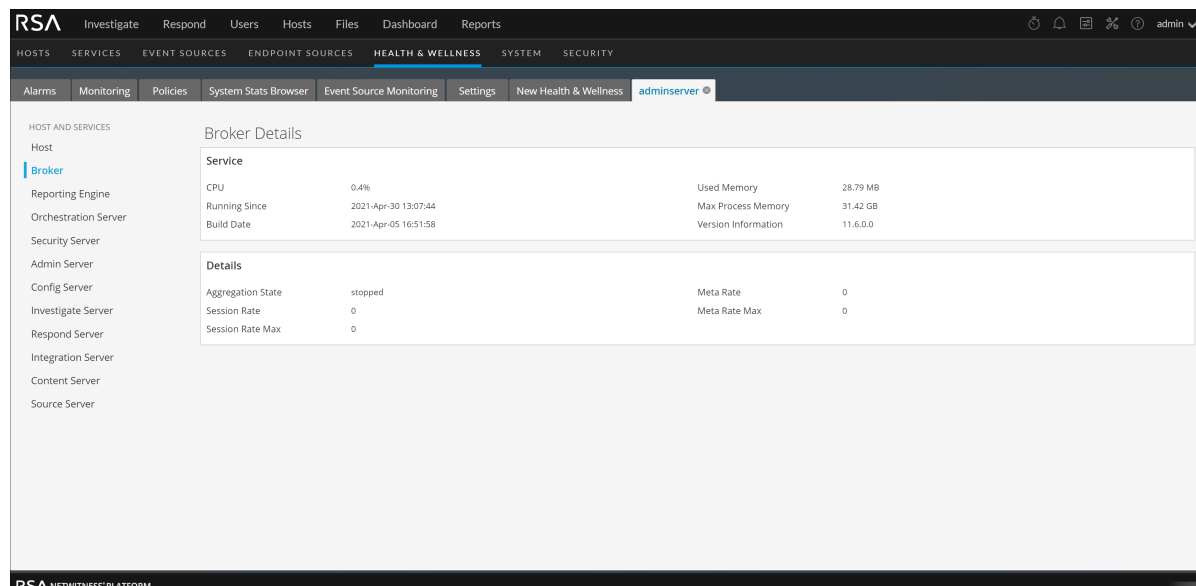 RSA Investigate Respond Users Hosts Files Dashboard Reports admin
HOSTS SERVICES EVENT SOURCES ENDPOINT SOURCES HEALTH & WELLNESS SYSTEM SECURITY
Alarms Monitoring Policies System Stats Browser Event Source Monitoring Settings New Health & Wellness adminserver
HOST AND SERVICES
Host
Broker
Reporting Engine
Orchestration Server
Security Server
Admin Server
Config Server
Investigate Server
Respond Server
Integration Server
Content Server
Source Server
Broker Details
Service
CPU 0.4% Used Memory 28.79 MB
Running Since 2021-Apr-30 13:07:44 Max Process Memory 31.42 GB
Build Date 2021-Apr-05 16:51:58 Version Information 11.6.0.0
Details
Aggregation State stopped Meta Rate 0
Session Rate 0 Meta Rate Max 0
Session Rate Max 0
RSA NETWITNESS® PLATFORM